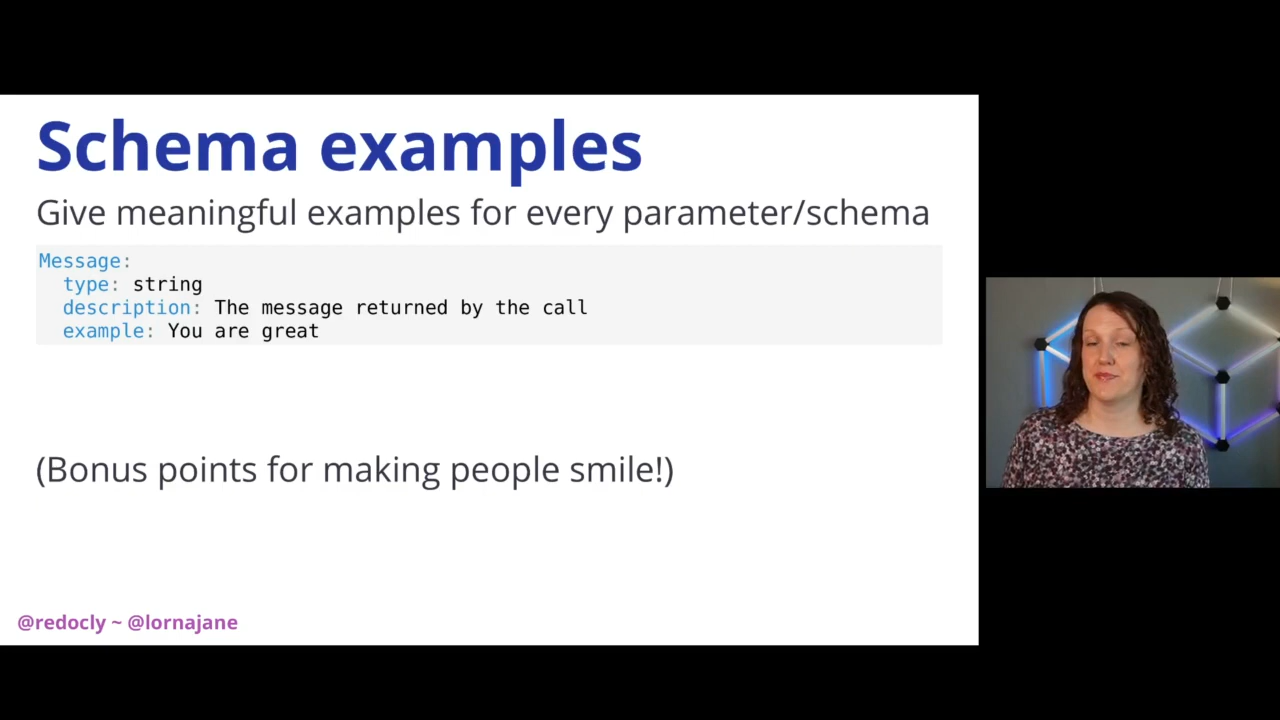 Schema examples
Give meaningful examples for every parameter/schema
Message:
  type: string
  description: The message returned by the call
  example: You are great
(Bonus points for making people smile!)
@redocly ~ @lornajane